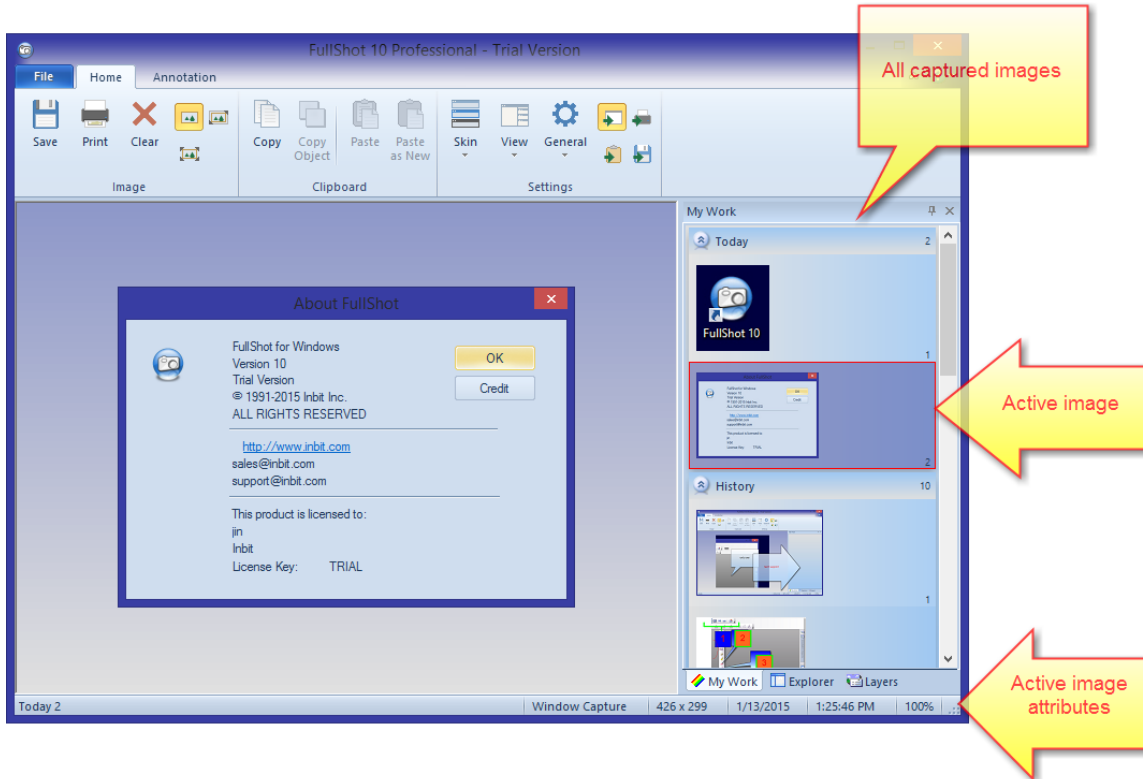 FullShot 10 Professional - Trial Version
All captured images
File Home Annotation
Save Print Clear Copy Copy Object Paste Paste as New Skin View General
Image Clipboard Settings
My Work
Today 2
FullShot 10
1
About FullShot
FullShot for Windows
Version 10
Trial Version
© 1991-2015 Inbit Inc.
ALL RIGHTS RESERVED
OK
Credit
http://www.inbit.com
sales@inbit.com
support@inbit.com
This product is licensed to:
jin
Inbit
License Key: TRIAL
Active image
2
History 10
1
1 2
3
My Work Explorer Layers
Active image
attributes
Today 2 Window Capture 426 x 299 1/13/2015 1:25:46 PM 100%